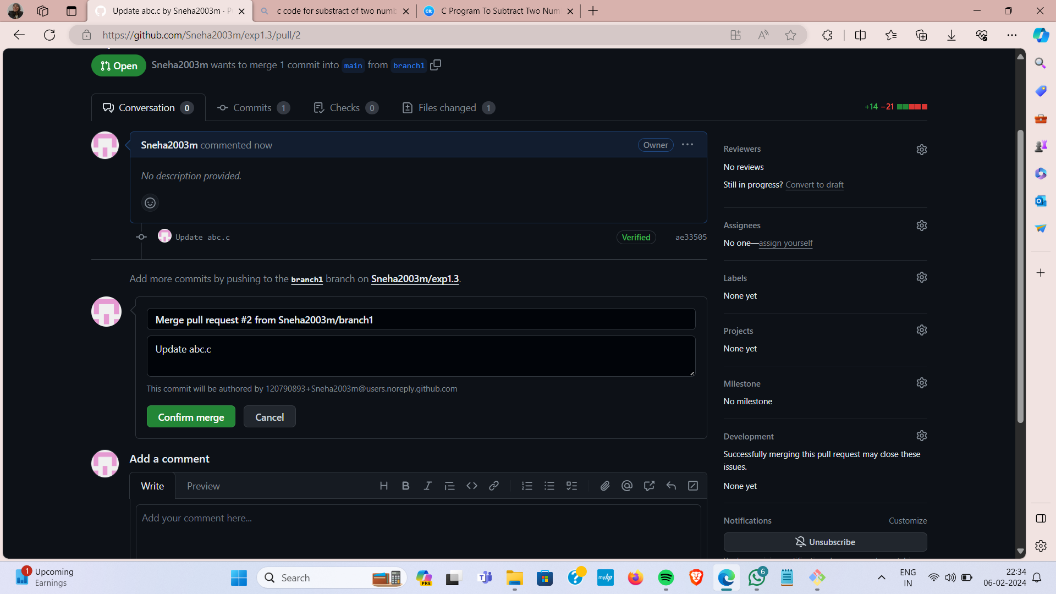 Update abc.c by Sneha2003m · P
c code for substract of two numb
C Program To Subtract Two Num
https://github.com/Sneha2003m/exp1.3/pull/2
Open
Sneha2003m wants to merge 1 commit into main from branch1
Conversation 0
Commits 1
Checks 0
Files changed 1
+14 −21
Sneha2003m commented now
Owner
No description provided.
Update abc.c
Verified
ae33505
Add more commits by pushing to the branch1 branch on Sneha2003m/exp1.3.
Merge pull request #2 from Sneha2003m/branch1
Update abc.c
This commit will be authored by 120790893+Sneha2003m@users.noreply.github.com
Confirm merge
Cancel
Add a comment
Write
Preview
Add your comment here...
Reviewers
No reviews
Still in progress? Convert to draft
Assignees
No one—assign yourself
Labels
None yet
Projects
None yet
Milestone
No milestone
Development
Successfully merging this pull request may close these
issues.
None yet
Notifications
Customize
Unsubscribe
1
Upcoming
Earnings
Search
PRE
6
ENG
IN
22:34
06-02-2024